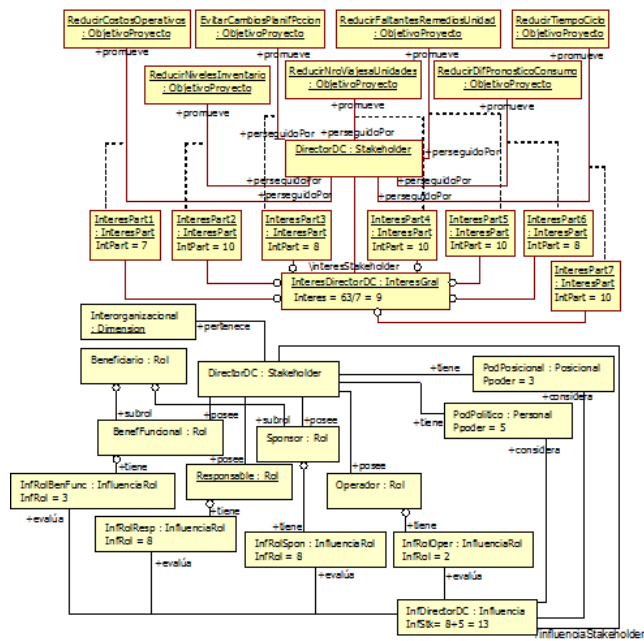 ReducirCostosOperativos
: ObjetivoProyecto
EvitarCambiosPlanifPccion
: ObjetivoProyecto
ReducirFaltantesRemediosUnidad
: ObjetivoProyecto
ReducirTiempoCiclo
: ObjetivoProyecto
+promueve
+promueve
+promueve
+promueve
ReducirNivelesInventario
: ObjetivoProyecto
ReducirNroViajesaUnidades
: ObjetivoProyecto
ReducirDifPronosticoConsumo
: ObjetivoProyecto
+promueve
+promueve
+promueve
+perseguidoPor
+perseguidoPor
DirectorDC : Stakeholder
+perseguidoPor
+perseguidoPor
+perseguidoPor
+perseguidoPor
+perseguidoPor
InteresPart1
: InteresPart
IntPart = 7
InteresPart2
: InteresPart
IntPart = 10
InteresPart3
: InteresPart
IntPart = 8
InteresPart4
: InteresPart
IntPart = 10
InteresPart5
: InteresPart
IntPart = 10
InteresPart6
: InteresPart
IntPart = 8
InteresPart7
: InteresPart
IntPart = 10
\interesStakeholder
InteresDirectorDC : InteresGral
Interes = 63/7 = 9
Interorganizacional
: Dimension
+pertenece
Beneficiario : Rol
DirectorDC : Stakeholder
+tiene
PodPosicional : Posicional
Ppoder = 3
+considera
+subrol
+posee
+subrol
+posee
+tiene
PodPolitico : Personal
Ppoder = 5
+considera
BenefFuncional : Rol
Sponsor : Rol
+posee
+posee
+tiene
Responsable : Rol
Operador : Rol
InfRolBenFunc : InfluenciaRol
InfRol = 3
+evalúa
+tiene
InfRolResp : InfluenciaRol
InfRol = 8
+evalúa
+tiene
InfRolSpon : InfluenciaRol
InfRol = 8
+evalúa
+tiene
InfRolOper : InfluenciaRol
InfRol = 2
+evalúa
InfDirectorDC : Influencia
InfStk= 8+5 = 13
/influenciaStakeholder